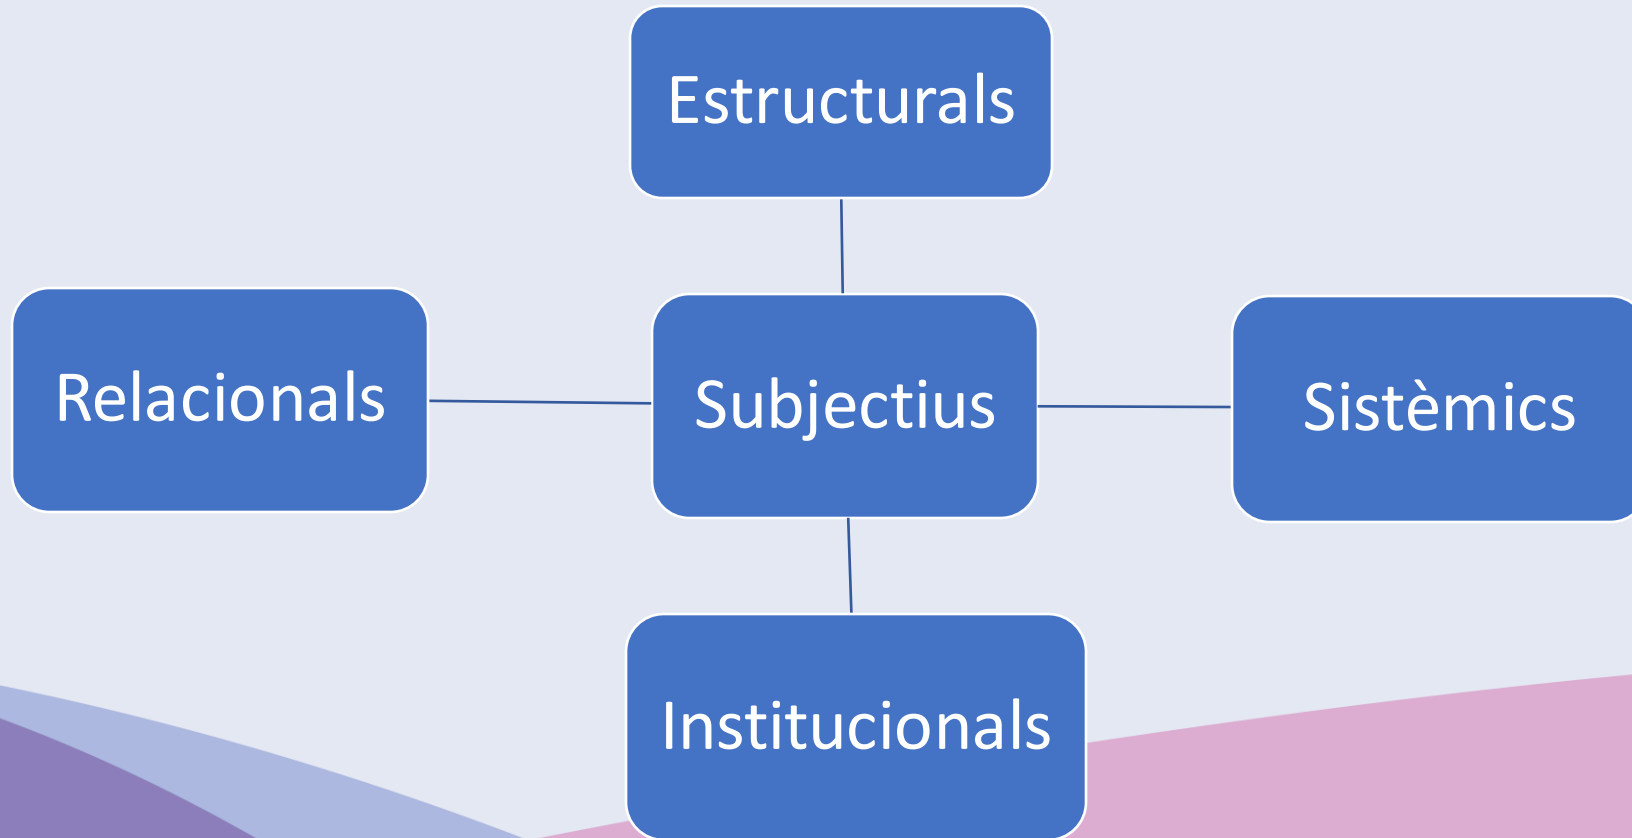 Estructurals
Relacionals
Subjectius
Sistèmics
Institucionals